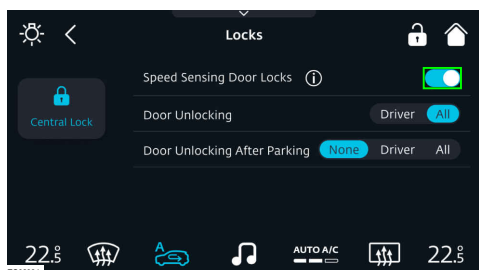 Locks
Speed Sensing Door Locks
Central Lock
Door Unlocking Driver All
Door Unlocking After Parking None Driver All
22.5 A AUTO A/C 22.5